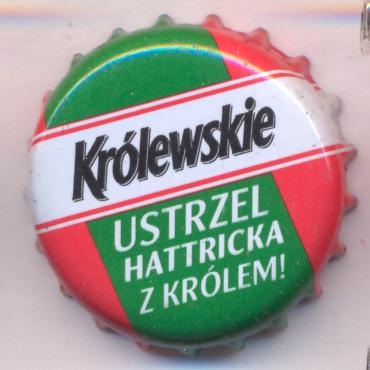 Królewskie
USTRZEL
HATTRICKA
Z KRÓLEM!